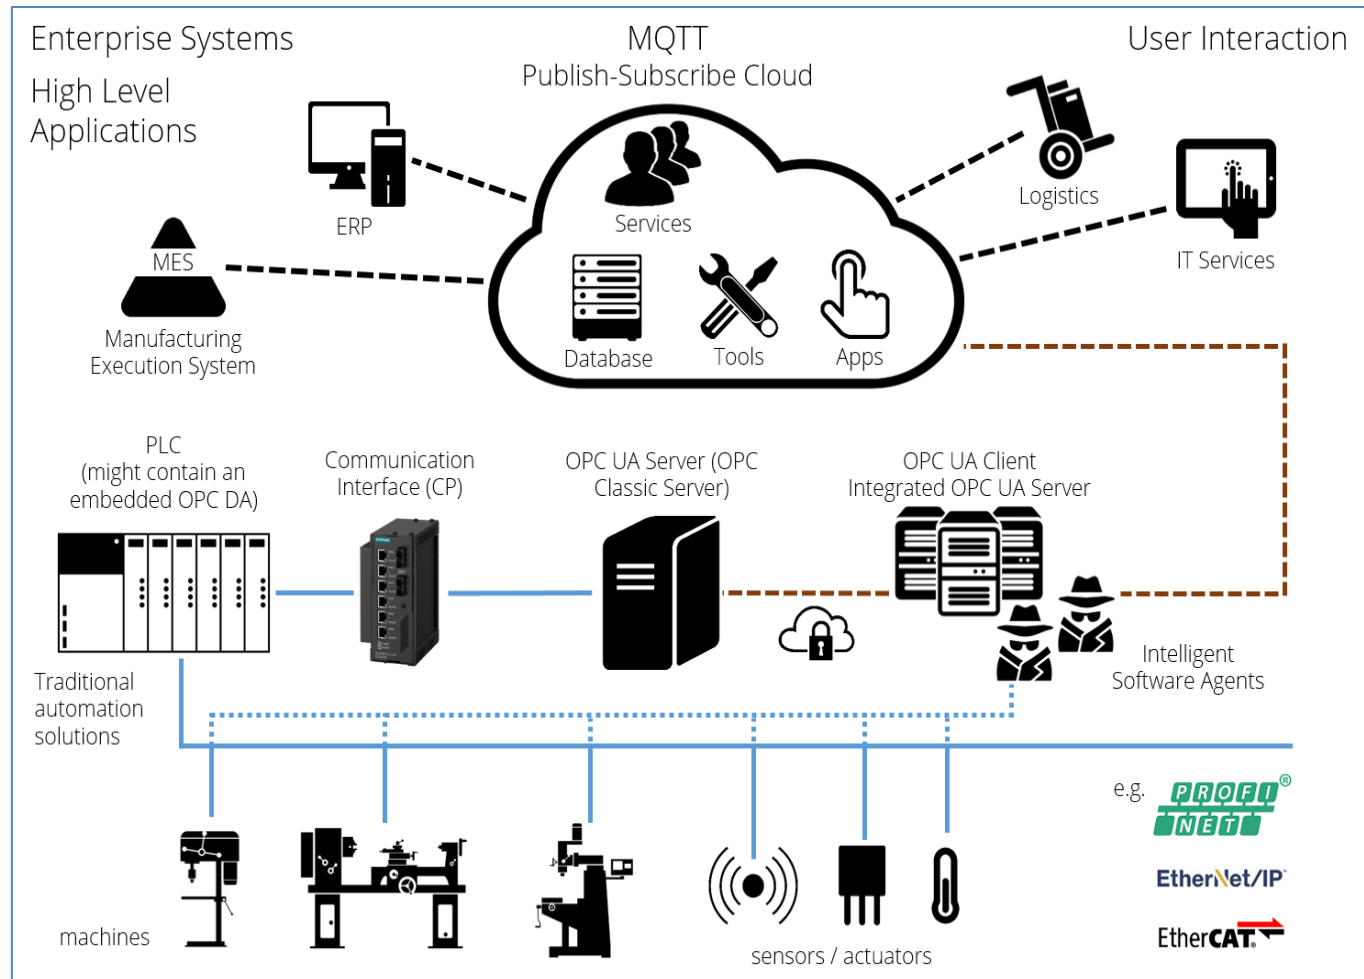 Enterprise Systems
High Level
Applications
MQTT
Publish-Subscribe Cloud
User Interaction
ERP
MES
Manufacturing
Execution System
Services
Database
Tools
Apps
Logistics
IT Services
PLC
(might contain an
embedded OPC DA)
Communication
Interface (CP)
OPC UA Server (OPC
Classic Server)
OPC UA Client
Integrated OPC UA Server
Intelligent
Software Agents
Traditional
automation
solutions
machines
sensors / actuators
e.g.
PROFI®
NET
EtherNet/IP
EtherCAT®